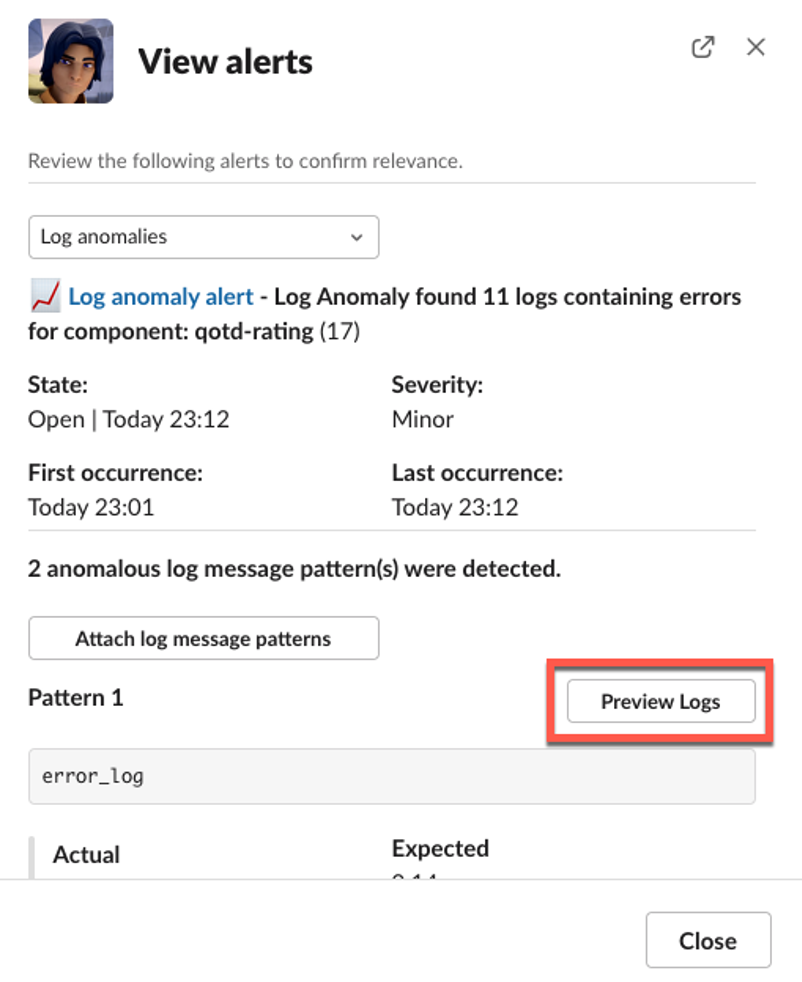 View alerts
Review the following alerts to confirm relevance.
Log anomalies
Log anomaly alert - Log Anomaly found 11 logs containing errors
for component: qotd-rating (17)
State:
Severity:
Open | Today 23:12
Minor
First occurrence:
Last occurrence:
Today 23:01
Today 23:12
2 anomalous log message pattern(s) were detected.
Attach log message patterns
Pattern 1
Preview Logs
error_log
Actual
Expected
Close